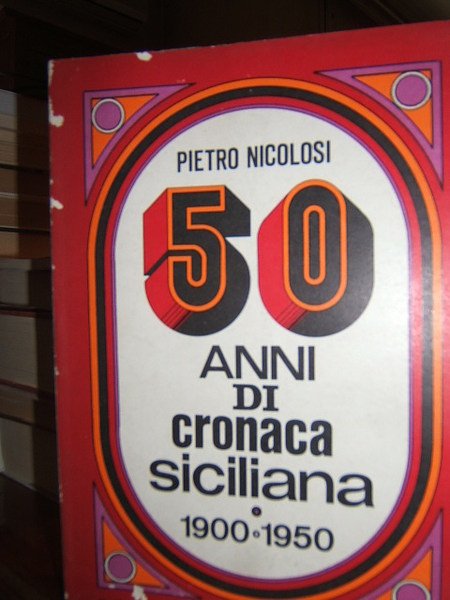 PIETRO NICOLOSI
50
ANNI
DI
cronaca
siciliana
1900•1950